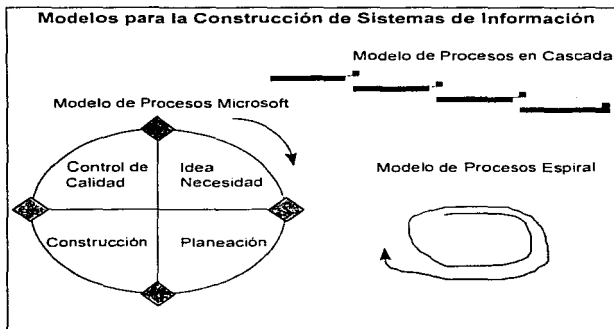 Modelos para la Construcción de Sistemas de Información
Modelo de Procesos en Cascada
Modelo de Procesos Microsoft
Control de
Calidad
Idea
Necesidad
Modelo de Procesos Espiral
Construcción
Planeación